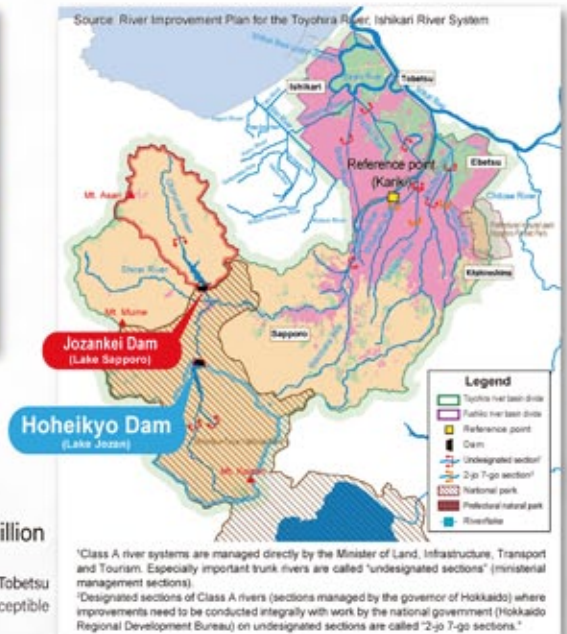 Source: River Improvement Plan for the Toyohira River, Ishikari River System
Ishikari
Tobetsu
Ebetsu
Reference point
(Kariki)
Chitose River
Mt. Asari
Shirai River
Mt. Muine
Sapporo
Jozankei Dam
(Lake Sapporo)
Hoheikyo Dam
(Lake Jozan)
Legend
Toyohira river basin divide
Fushiko river basin divide
Reference point
Dam
Undesignated section¹
2-jo 7-go section²
National park
Prefectural natural park
River/lake
illion
Tobetsu
ceptible
¹Class A river systems are managed directly by the Minister of Land, Infrastructure, Transport
and Tourism. Especially important trunk rivers are called "undesignated sections" (ministerial
management sections).
²Designated sections of Class A rivers (sections managed by the governor of Hokkaido) where
improvements need to be conducted integrally with work by the national government (Hokkaido
Regional Development Bureau) on undesignated sections are called "2-jo 7-go sections."